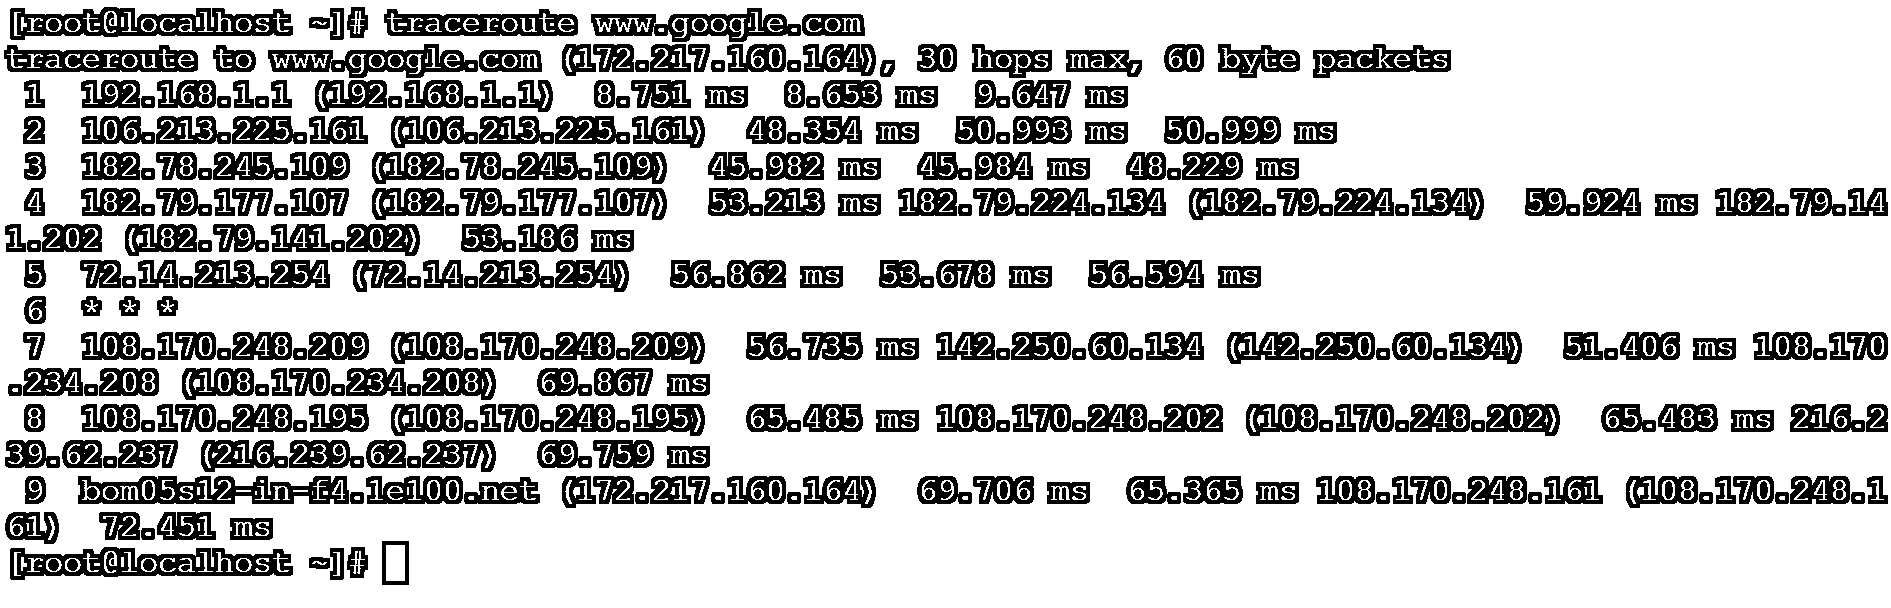 [root@localhost ~]# traceroute www.google.com
traceroute to www.google.com (172.217.160.164), 30 hops max, 60 byte packets
 1  192.168.1.1 (192.168.1.1)  8.751 ms  8.653 ms  9.647 ms
 2  106.213.225.161 (106.213.225.161)  48.354 ms  50.993 ms  50.999 ms
 3  182.78.245.109 (182.78.245.109)  45.982 ms  45.984 ms  48.229 ms
 4  182.79.177.107 (182.79.177.107)  53.213 ms 182.79.224.134 (182.79.224.134)  59.924 ms 182.79.14
1.202 (182.79.141.202)  53.186 ms
 5  72.14.213.254 (72.14.213.254)  56.862 ms  53.678 ms  56.594 ms
 6  * * *
 7  108.170.248.209 (108.170.248.209)  56.735 ms 142.250.60.134 (142.250.60.134)  51.406 ms 108.170
.234.208 (108.170.234.208)  69.867 ms
 8  108.170.248.195 (108.170.248.195)  65.485 ms 108.170.248.202 (108.170.248.202)  65.483 ms 216.2
39.62.237 (216.239.62.237)  69.759 ms
 9  bom05s12-in-f4.1e100.net (172.217.160.164)  69.706 ms  65.365 ms 108.170.248.161 (108.170.248.1
61)  72.451 ms
[root@localhost ~]#